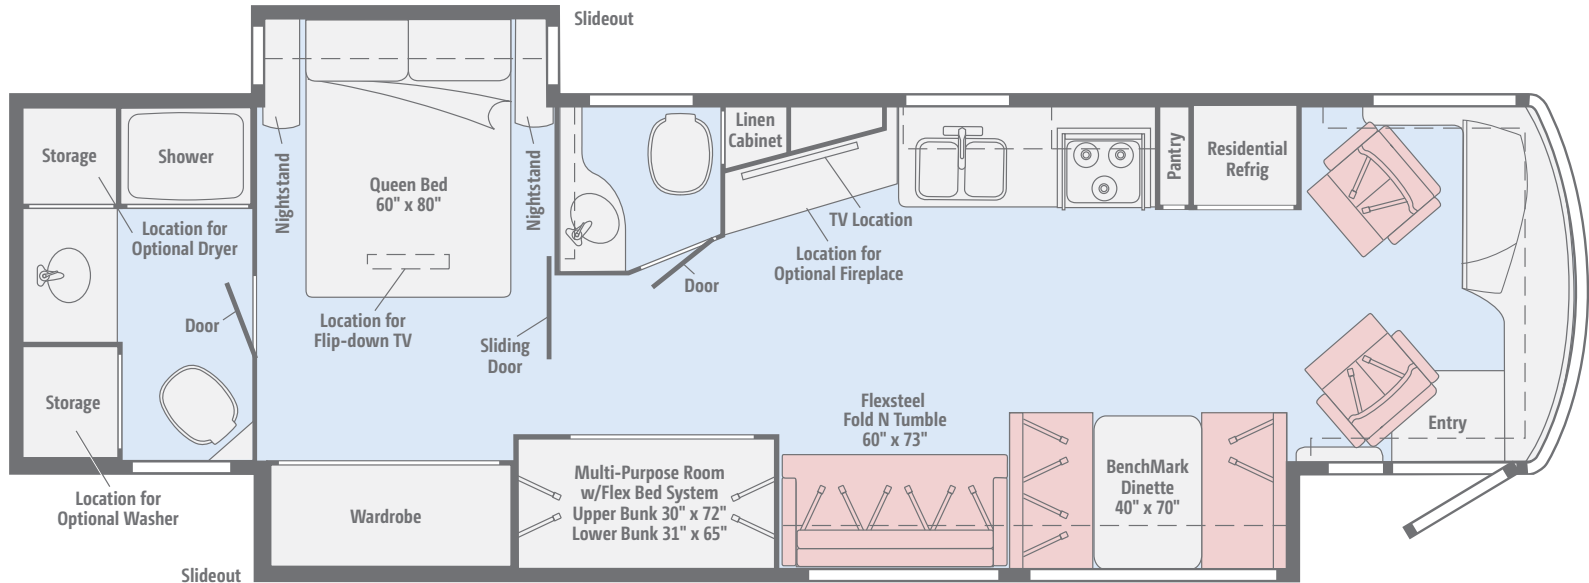 Slideout
Storage
Shower
Nightstand
Queen Bed
60" x 80"
Nightstand
Linen
Cabinet
Pantry
Residential
Refrig
Location for
Optional Dryer
TV Location
Location for
Optional Fireplace
Door
Door
Location for
Flip-down TV
Sliding
Door
Storage
Flexsteel
Fold N Tumble
60" x 73"
Entry
Location for
Optional Washer
Wardrobe
Multi-Purpose Room
w/Flex Bed System
Upper Bunk 30" x 72"
Lower Bunk 31" x 65"
BenchMark
Dinette
40" x 70"
Slideout